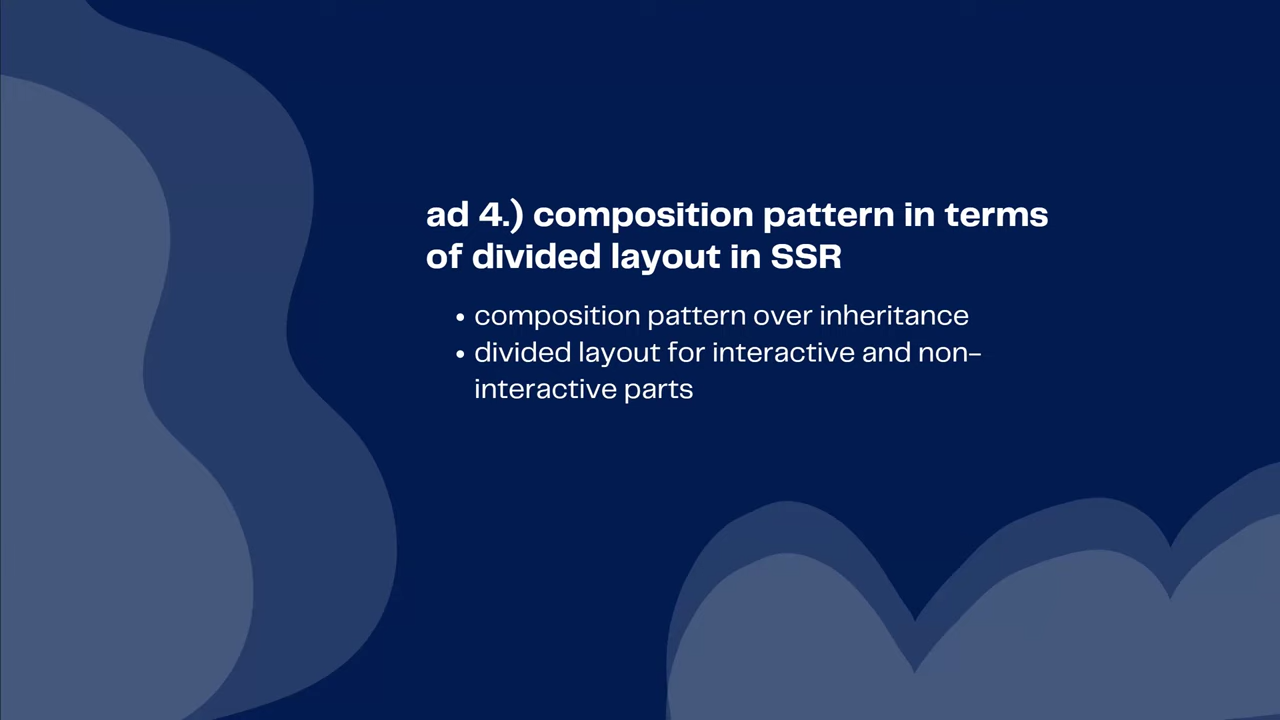 ad 4.) composition pattern in terms
of divided layout in SSR
• composition pattern over inheritance
• divided layout for interactive and non-
interactive parts